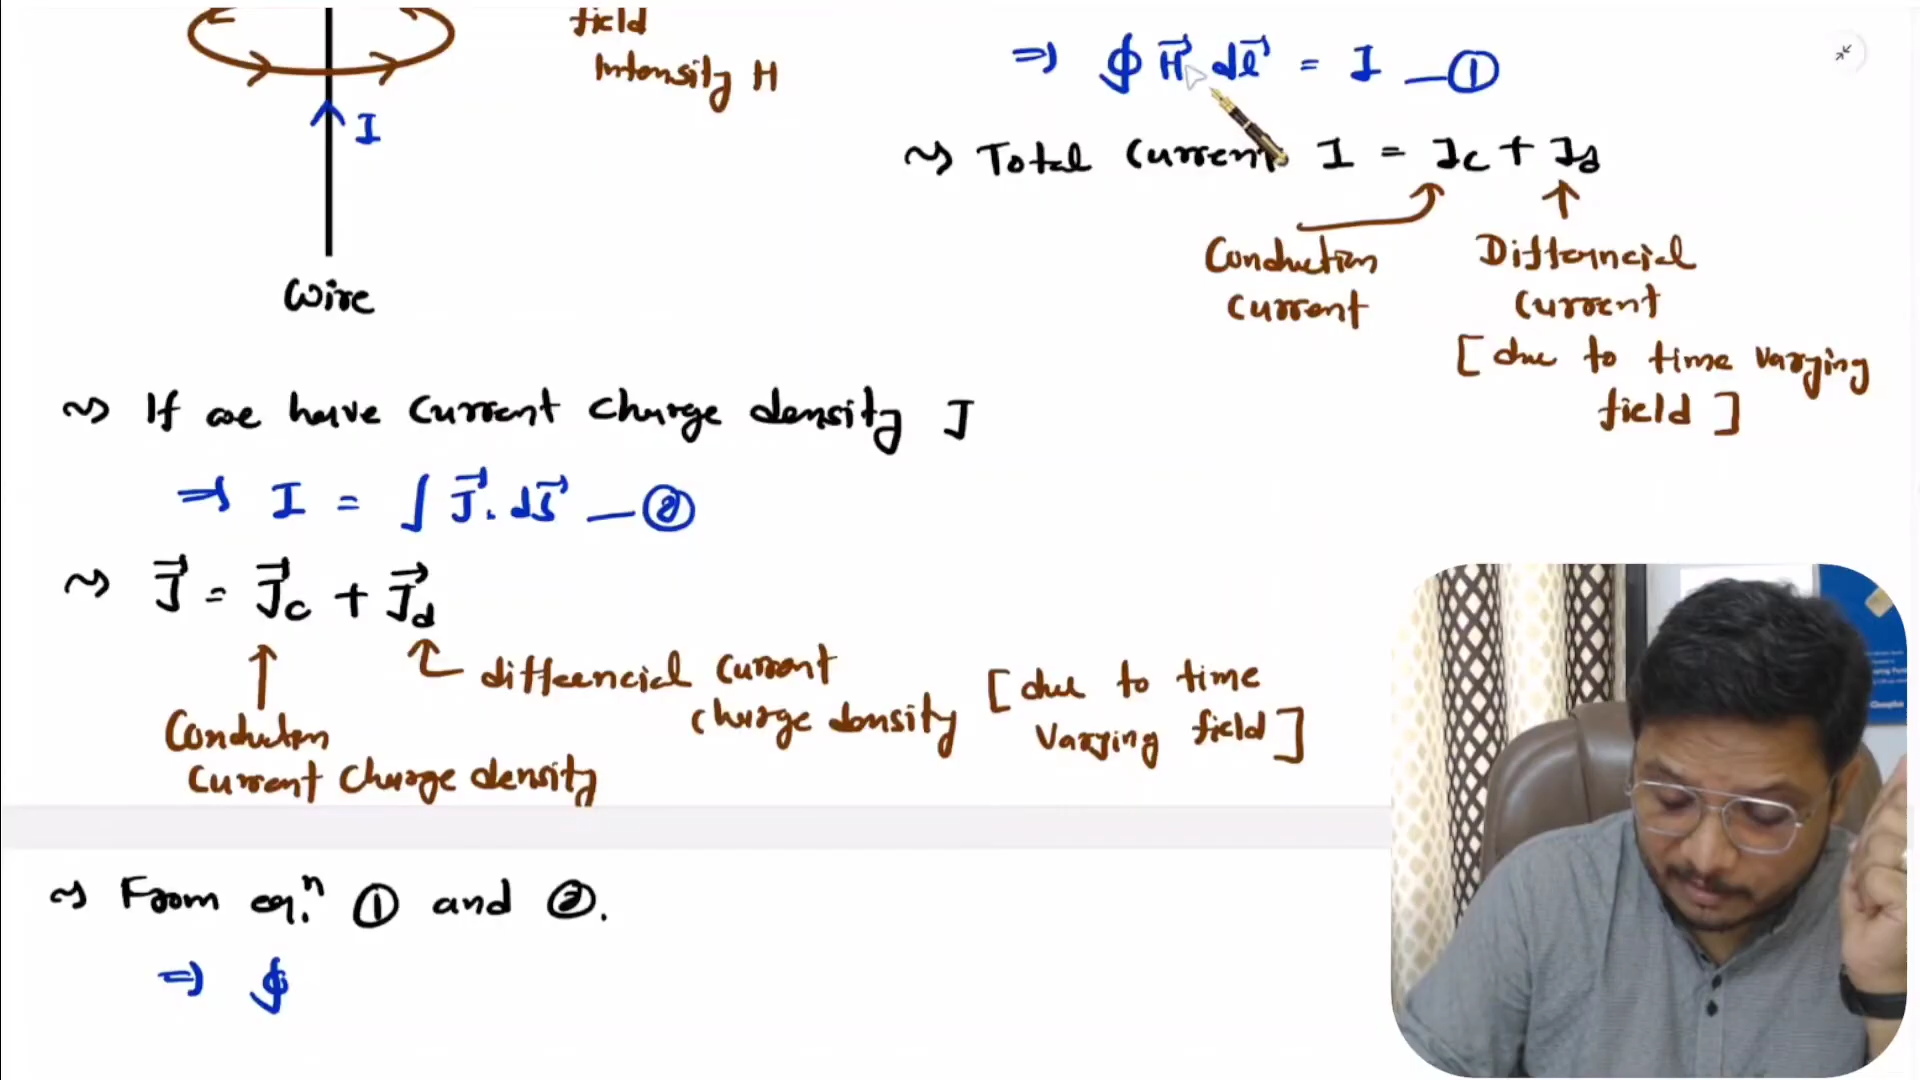 field
Intensity H
I
Wire
⇒ ∮ H⃗ . dl⃗ = I — ①
⤳ Total Current I = Ic + Id
Conduction
Current
Differncial
Current
[ due to time varying
field ]
⤳ If we have Current Charge density J
⇒ I = ∫ J⃗ . dS⃗ — ②
⤳ J⃗ = J⃗c + J⃗d
Conduction
Current Charge density
differencial Current
Charge density
[ due to time
Varying field ]
⤳ From eqⁿ. ① and ②.
⇒ ∮